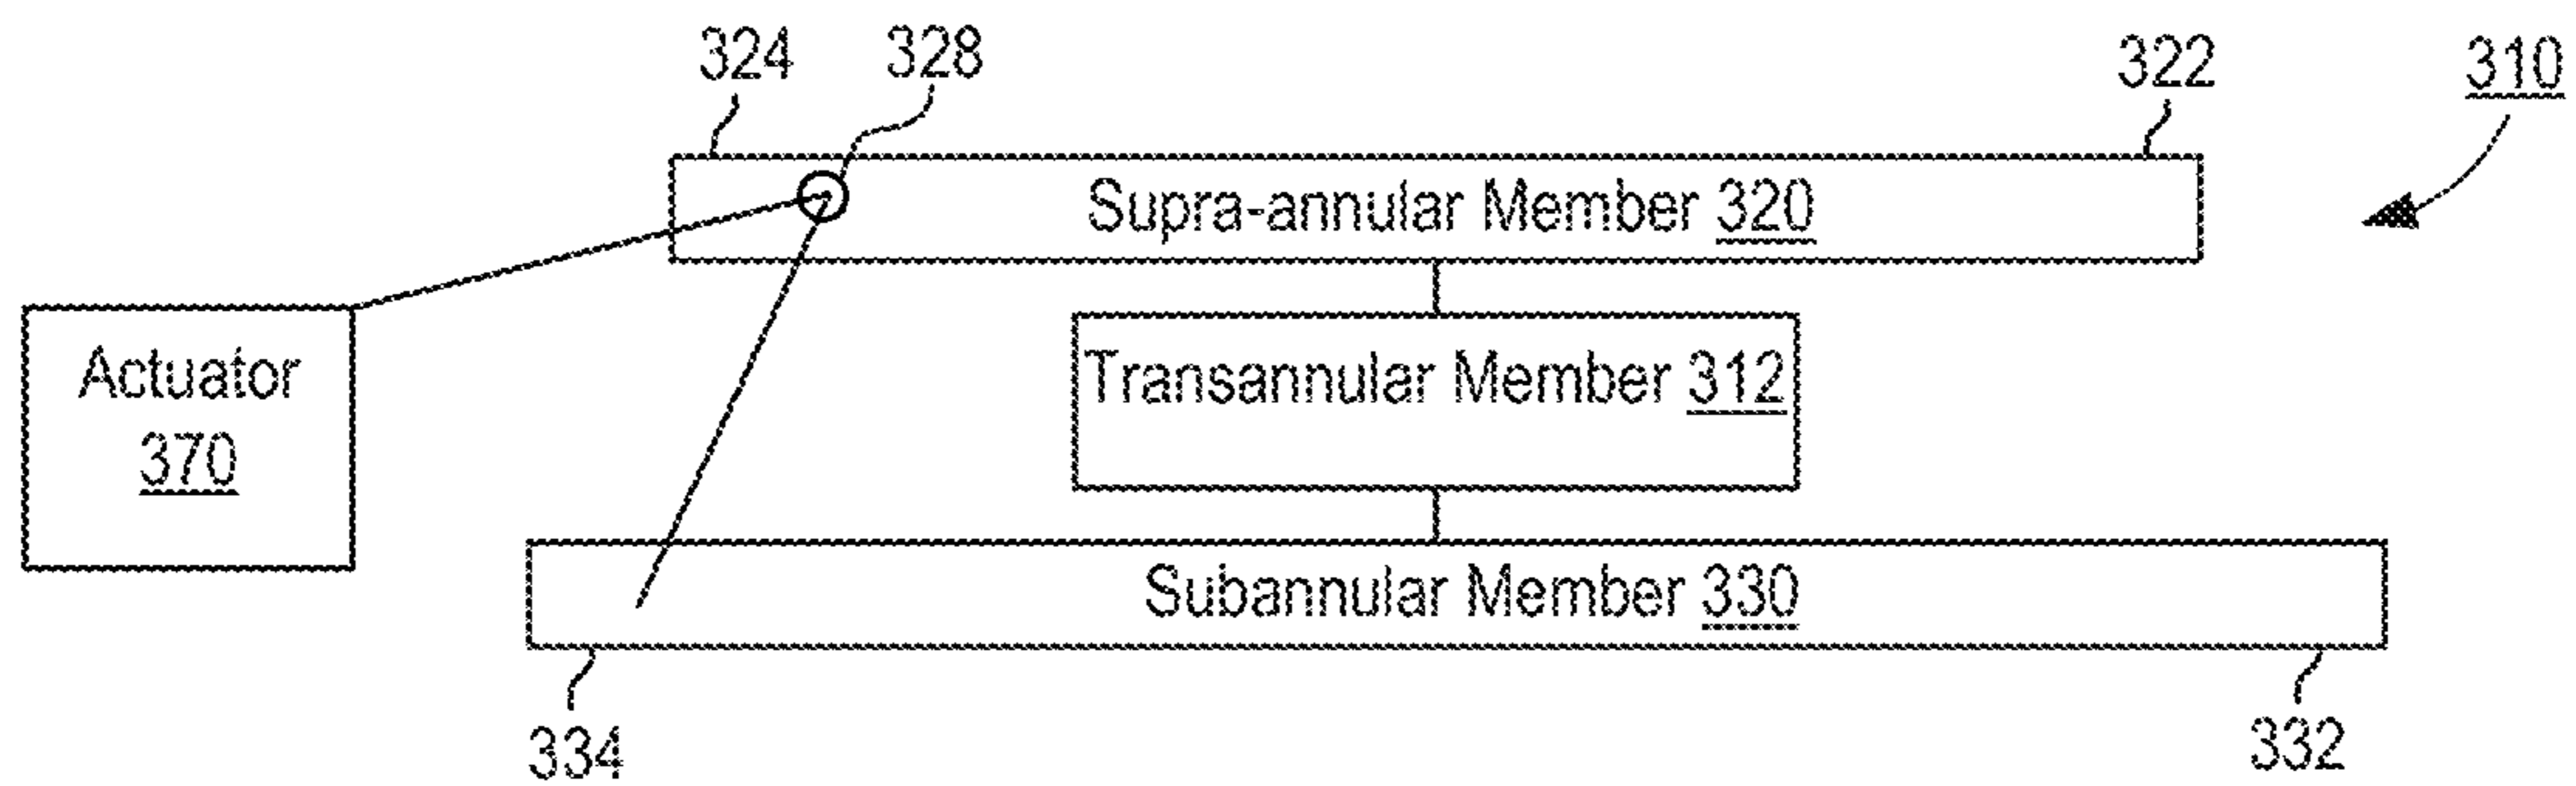 324
328
322
310
Supra-annular Member 320
Actuator
370
Transannular Member 312
Subannular Member 330
334
332